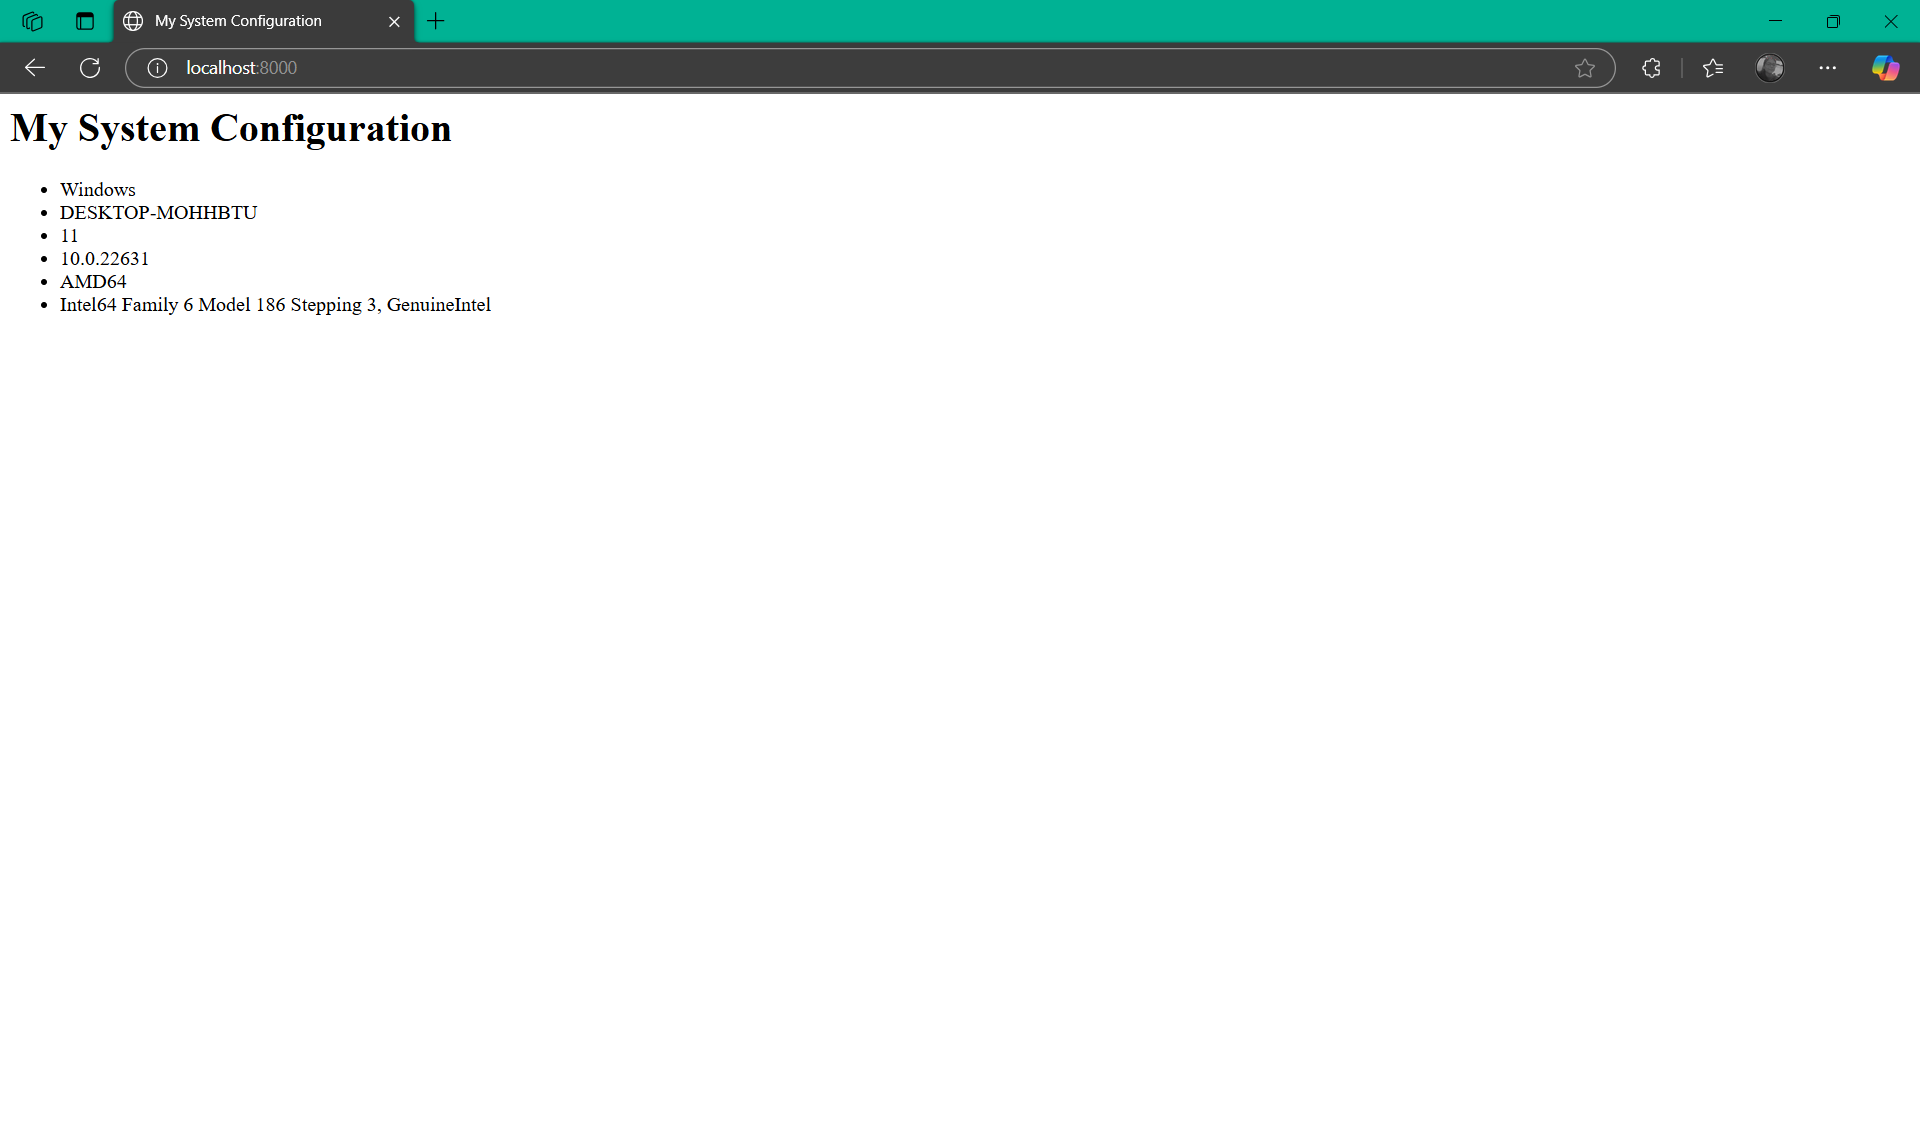 My System Configuration
localhost:8000
My System Configuration
Windows
DESKTOP-MOHHBTU
11
10.0.22631
AMD64
Intel64 Family 6 Model 186 Stepping 3, GenuineIntel